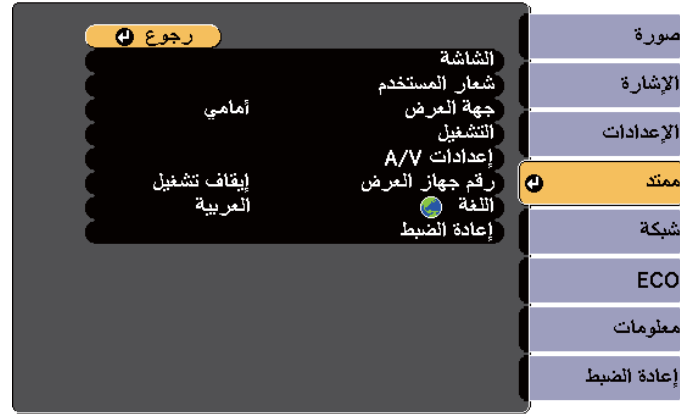 صورة
الإشارة
الإعدادات
ممتد
شبكة
ECO
معلومات
إعادة الضبط
رجوع
الشاشة
شعار المستخدم
جهة العرض أمامي
التشغيل
إعدادات A/V
رقم جهاز العرض إيقاف تشغيل
اللغة العربية
إعادة الضبط